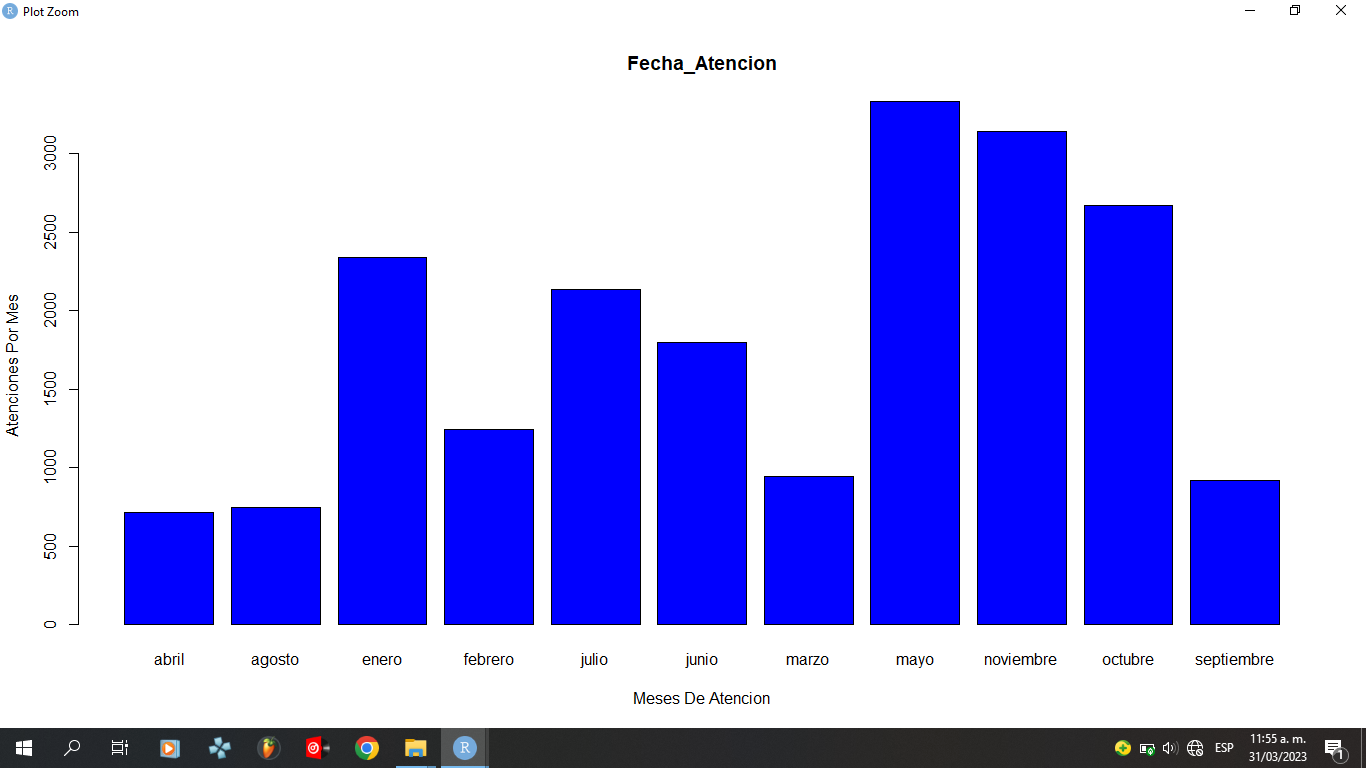 R Plot Zoom
Fecha_Atencion
Atenciones Por Mes
3000
2500
2000
1500
1000
500
0
abril agosto enero febrero julio junio marzo mayo noviembre octubre septiembre
Meses De Atencion
R
ESP
11:55 a. m.
31/03/2023
1